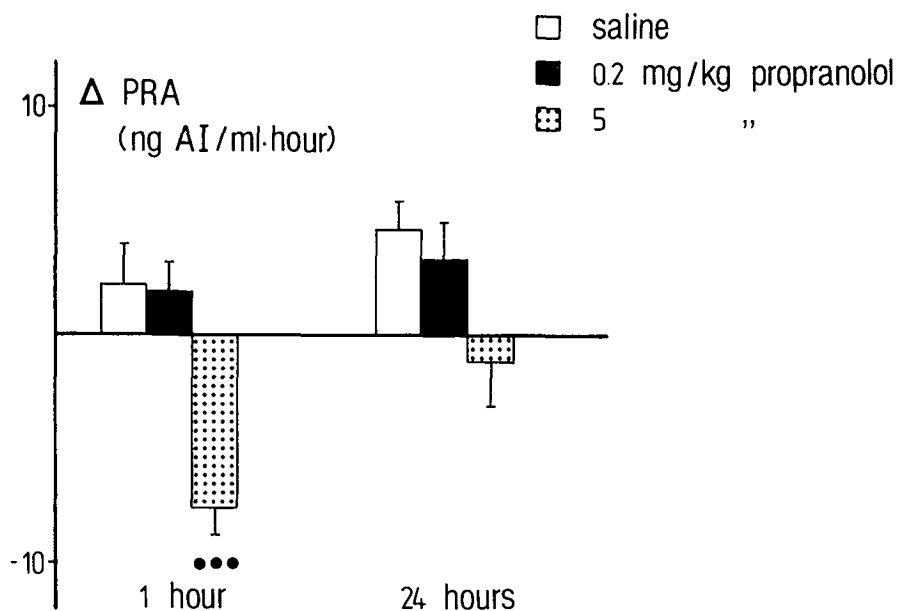 saline
0.2 mg/kg propranolol
5 "
10
Δ PRA
(ng AI/ml·hour)
-10
1 hour
24 hours